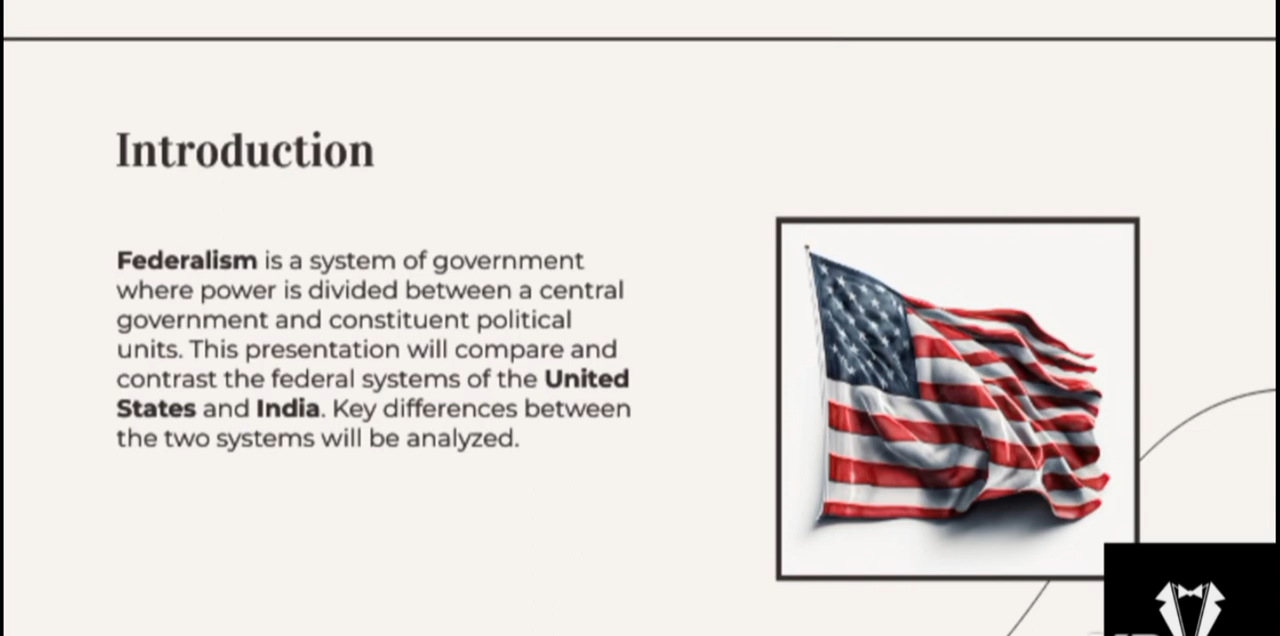 Introduction
Federalism is a system of government
where power is divided between a central
government and constituent political
units. This presentation will compare and
contrast the federal systems of the United
States and India. Key differences between
the two systems will be analyzed.